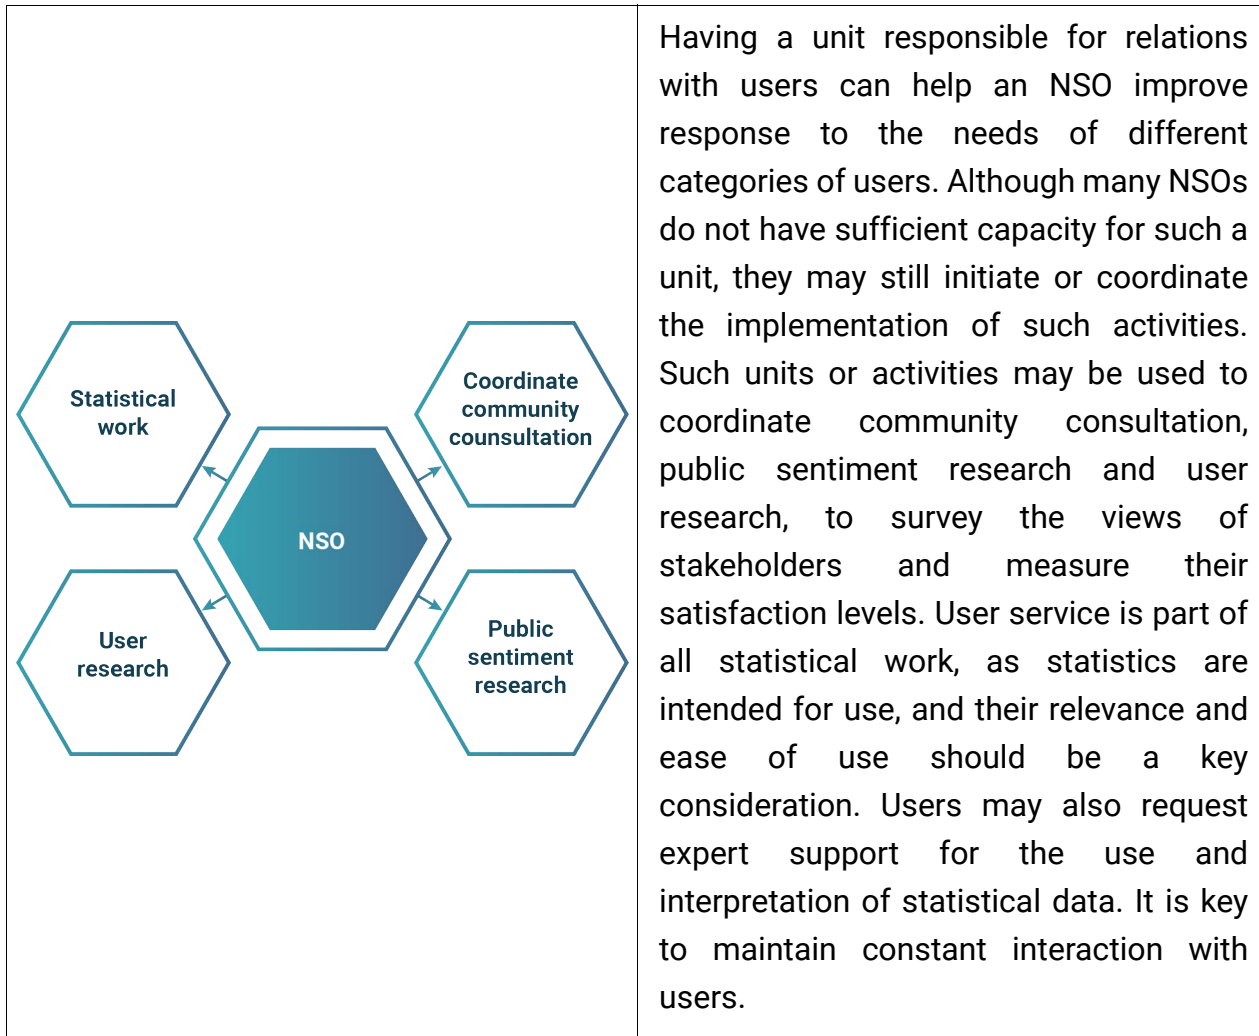 Statistical
work
Coordinate
community
counsultation
NSO
User
research
Public
sentiment
research
Having a unit responsible for relations
with users can help an NSO improve
response to the needs of different
categories of users. Although many NSOs
do not have sufficient capacity for such a
unit, they may still initiate or coordinate
the implementation of such activities.
Such units or activities may be used to
coordinate community consultation,
public sentiment research and user
research, to survey the views of
stakeholders and measure their
satisfaction levels. User service is part of
all statistical work, as statistics are
intended for use, and their relevance and
ease of use should be a key
consideration. Users may also request
expert support for the use and
interpretation of statistical data. It is key
to maintain constant interaction with
users.